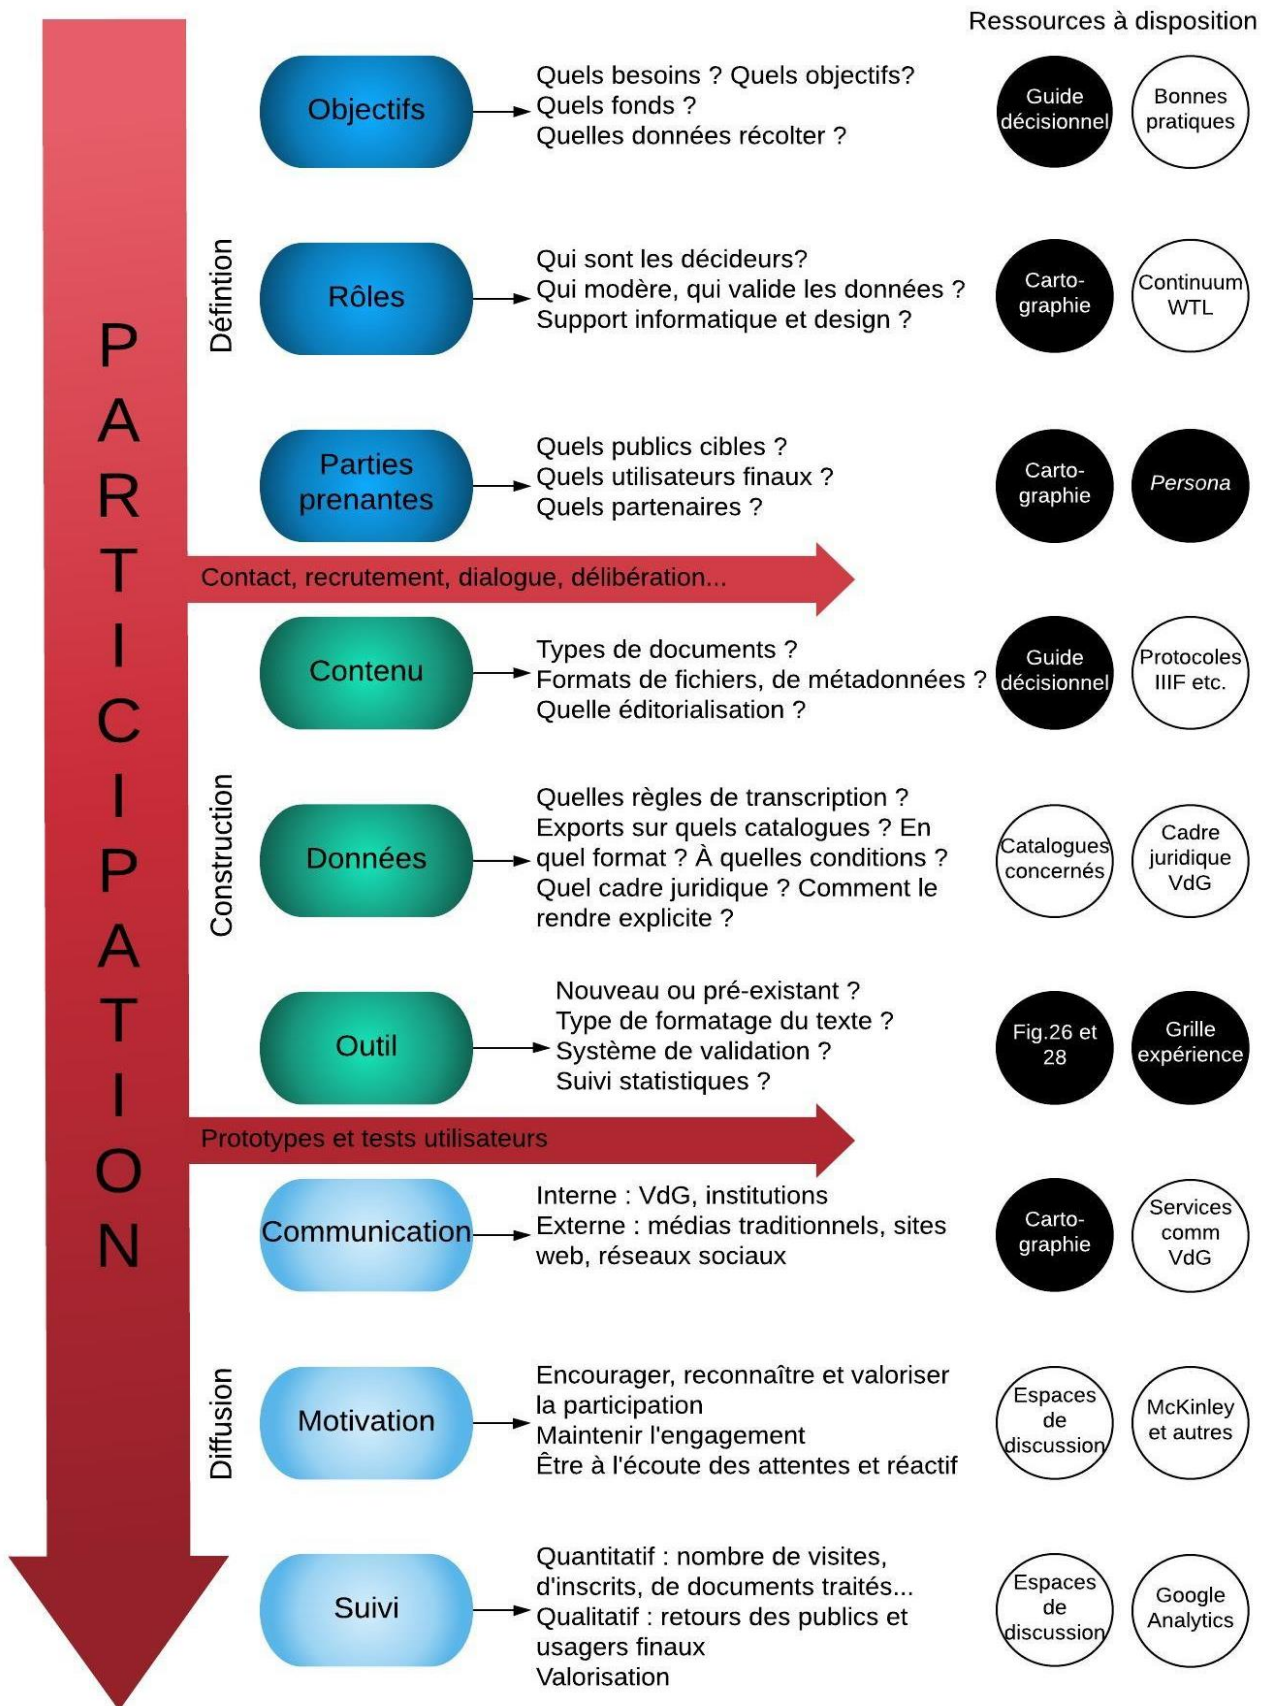 Ressources à disposition
PARTICIPATION
Défintion
Objectifs
Quels besoins ? Quels objectifs?
Quels fonds ?
Quelles données récolter ?
Guide
décisionnel
Bonnes
pratiques
Rôles
Qui sont les décideurs?
Qui modère, qui valide les données ?
Support informatique et design ?
Carto-
graphie
Continuum
WTL
Parties
prenantes
Quels publics cibles ?
Quels utilisateurs finaux ?
Quels partenaires ?
Carto-
graphie
Persona
Contact, recrutement, dialogue, délibération...
Construction
Contenu
Types de documents ?
Formats de fichiers, de métadonnées ?
Quelle éditorialisation ?
Guide
décisionnel
Protocoles
IIIF etc.
Données
Quelles règles de transcription ?
Exports sur quels catalogues ? En
quel format ? À quelles conditions ?
Quel cadre juridique ? Comment le
rendre explicite ?
Catalogues
concernés
Cadre
juridique
VdG
Outil
Nouveau ou pré-existant ?
Type de formatage du texte ?
Système de validation ?
Suivi statistiques ?
Fig.26 et
28
Grille
expérience
Prototypes et tests utilisateurs
Diffusion
Communication
Interne : VdG, institutions
Externe : médias traditionnels, sites
web, réseaux sociaux
Carto-
graphie
Services
comm
VdG
Motivation
Encourager, reconnaître et valoriser
la participation
Maintenir l'engagement
Être à l'écoute des attentes et réactif
Espaces
de
discussion
McKinley
et autres
Suivi
Quantitatif : nombre de visites,
d'inscrits, de documents traités...
Qualitatif : retours des publics et
usagers finaux
Valorisation
Espaces
de
discussion
Google
Analytics